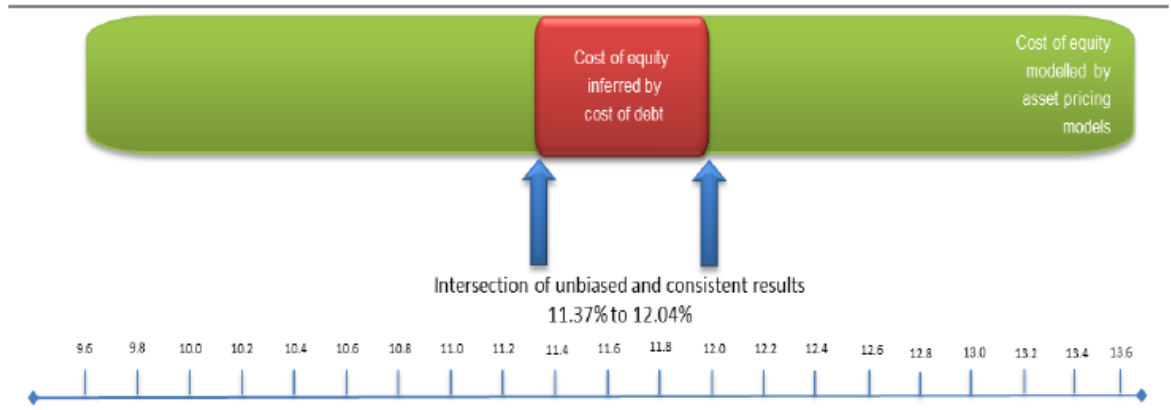 Cost of equity
inferred by
cost of debt
Cost of equity
modelled by
asset pricing
models
Intersection of unbiased and consistent results
11.37% to 12.04%
9.6 9.8 10.0 10.2 10.4 10.6 10.8 11.0 11.2 11.4 11.6 11.8 12.0 12.2 12.4 12.6 12.8 13.0 13.2 13.4 13.6